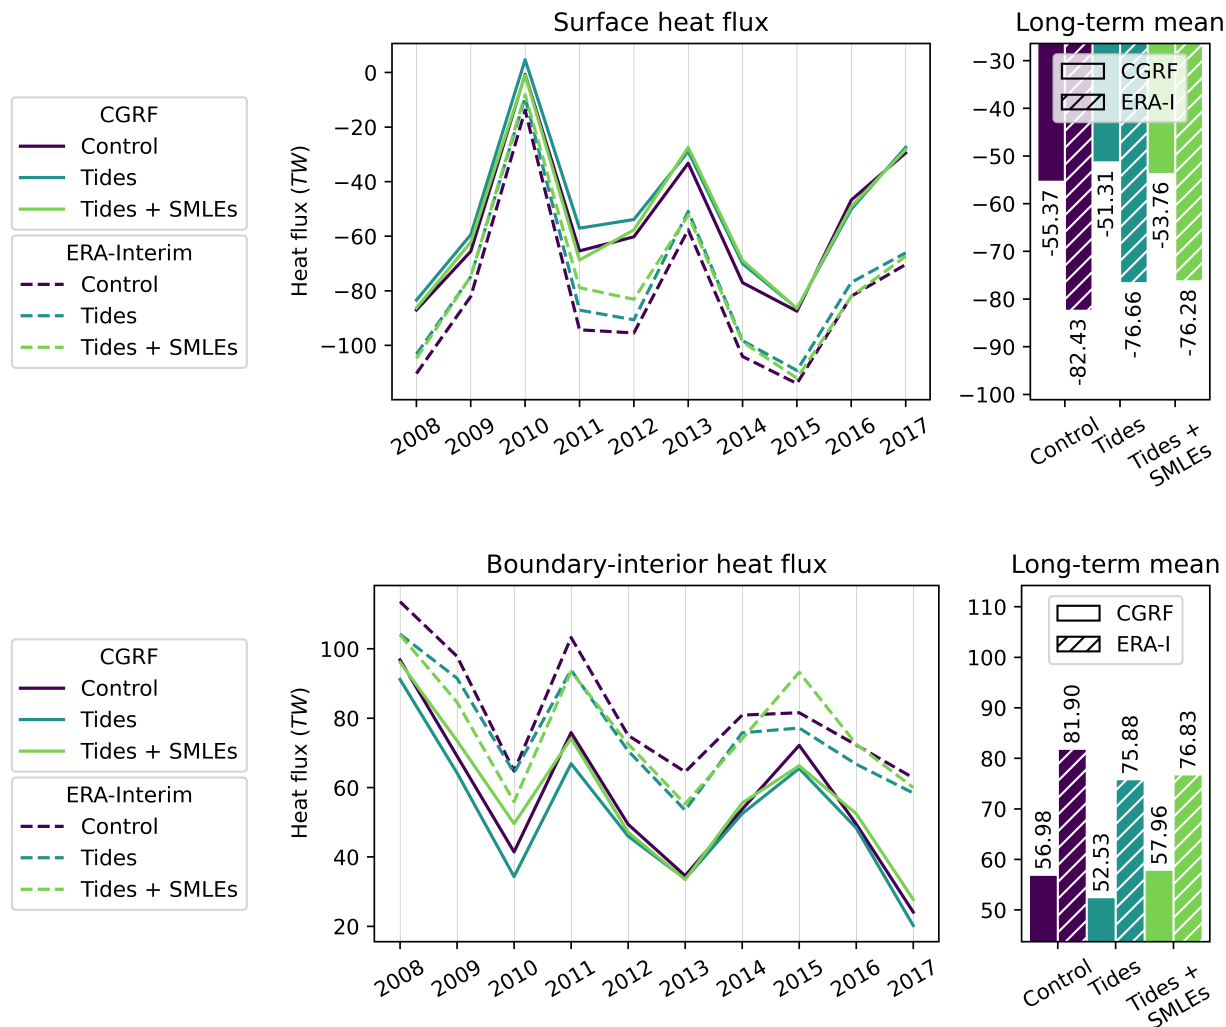 Surface heat flux
Long-term mean
CGRF
Control
Tides
Tides + SMLEs
ERA-Interim
Control
Tides
Tides + SMLEs
Heat flux (TW)
0
−20
−40
−60
−80
−100
2008
2009
2010
2011
2012
2013
2014
2015
2016
2017
−30
−40
−50
−60
−70
−80
−90
−100
CGRF
ERA-I
-55.37
-82.43
-51.31
-76.66
-53.76
-76.28
Control
Tides
Tides +
SMLEs
Boundary-interior heat flux
Long-term mean
CGRF
Control
Tides
Tides + SMLEs
ERA-Interim
Control
Tides
Tides + SMLEs
Heat flux (TW)
100
80
60
40
20
2008
2009
2010
2011
2012
2013
2014
2015
2016
2017
110
100
90
80
70
60
50
CGRF
ERA-I
56.98
81.90
52.53
75.88
57.96
76.83
Control
Tides
Tides +
SMLEs